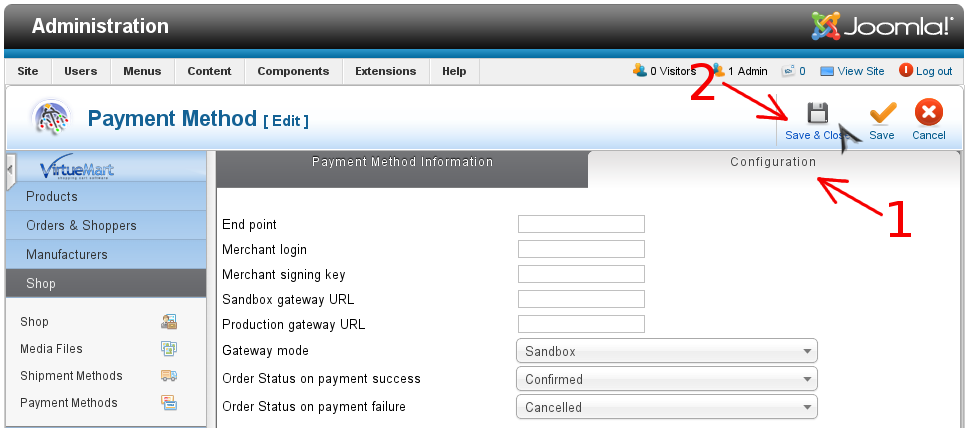 Administration
Joomla!
Site Users Menus Content Components Extensions Help 0 Visitors 1 Admin 0 View Site Log out
2
Payment Method [ Edit ]
Save & Close Save Cancel
VirtueMart
Payment Method Information Configuration
1
Products
Orders & Shoppers
Manufacturers
Shop
Shop
Media Files
Shipment Methods
Payment Methods
End point
Merchant login
Merchant signing key
Sandbox gateway URL
Production gateway URL
Gateway mode Sandbox
Order Status on payment success Confirmed
Order Status on payment failure Cancelled